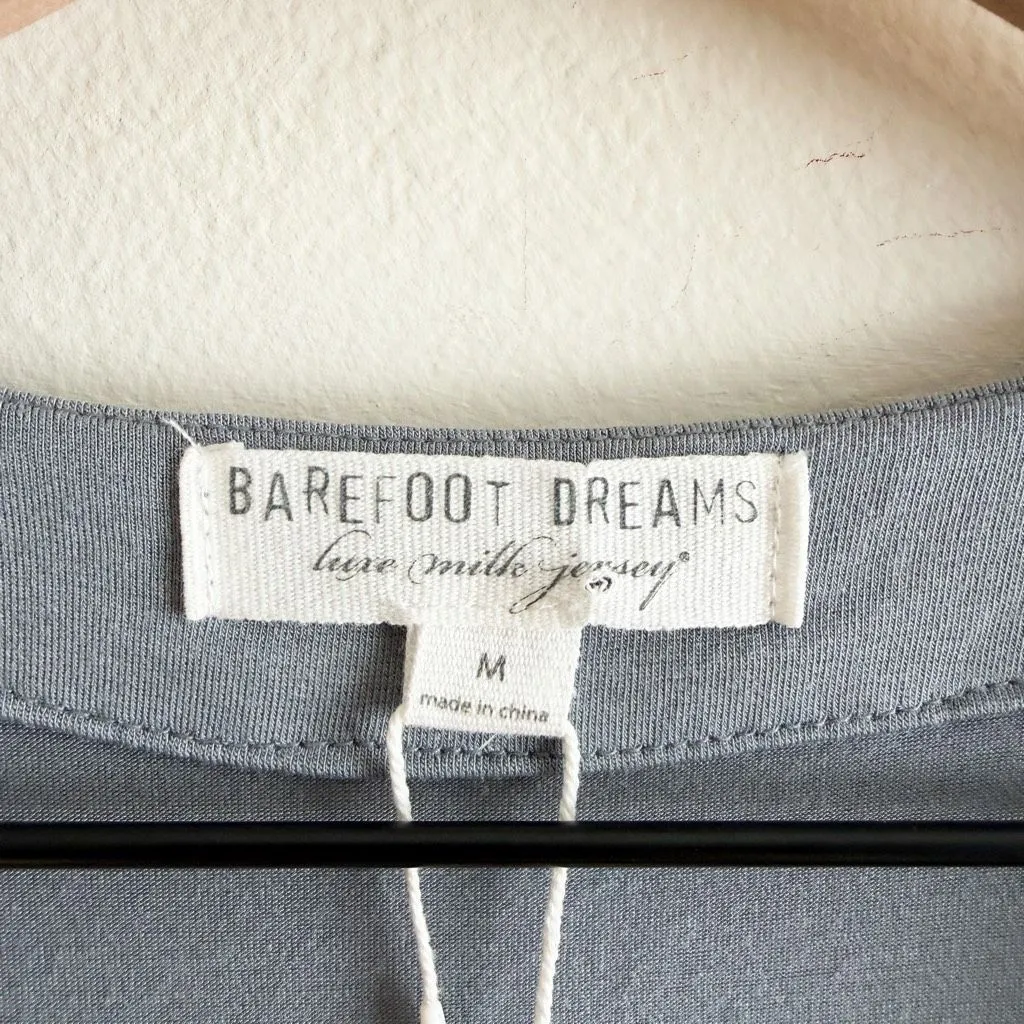 BAREFOOT DREAMS
luxe milk jersey®
M
made in china